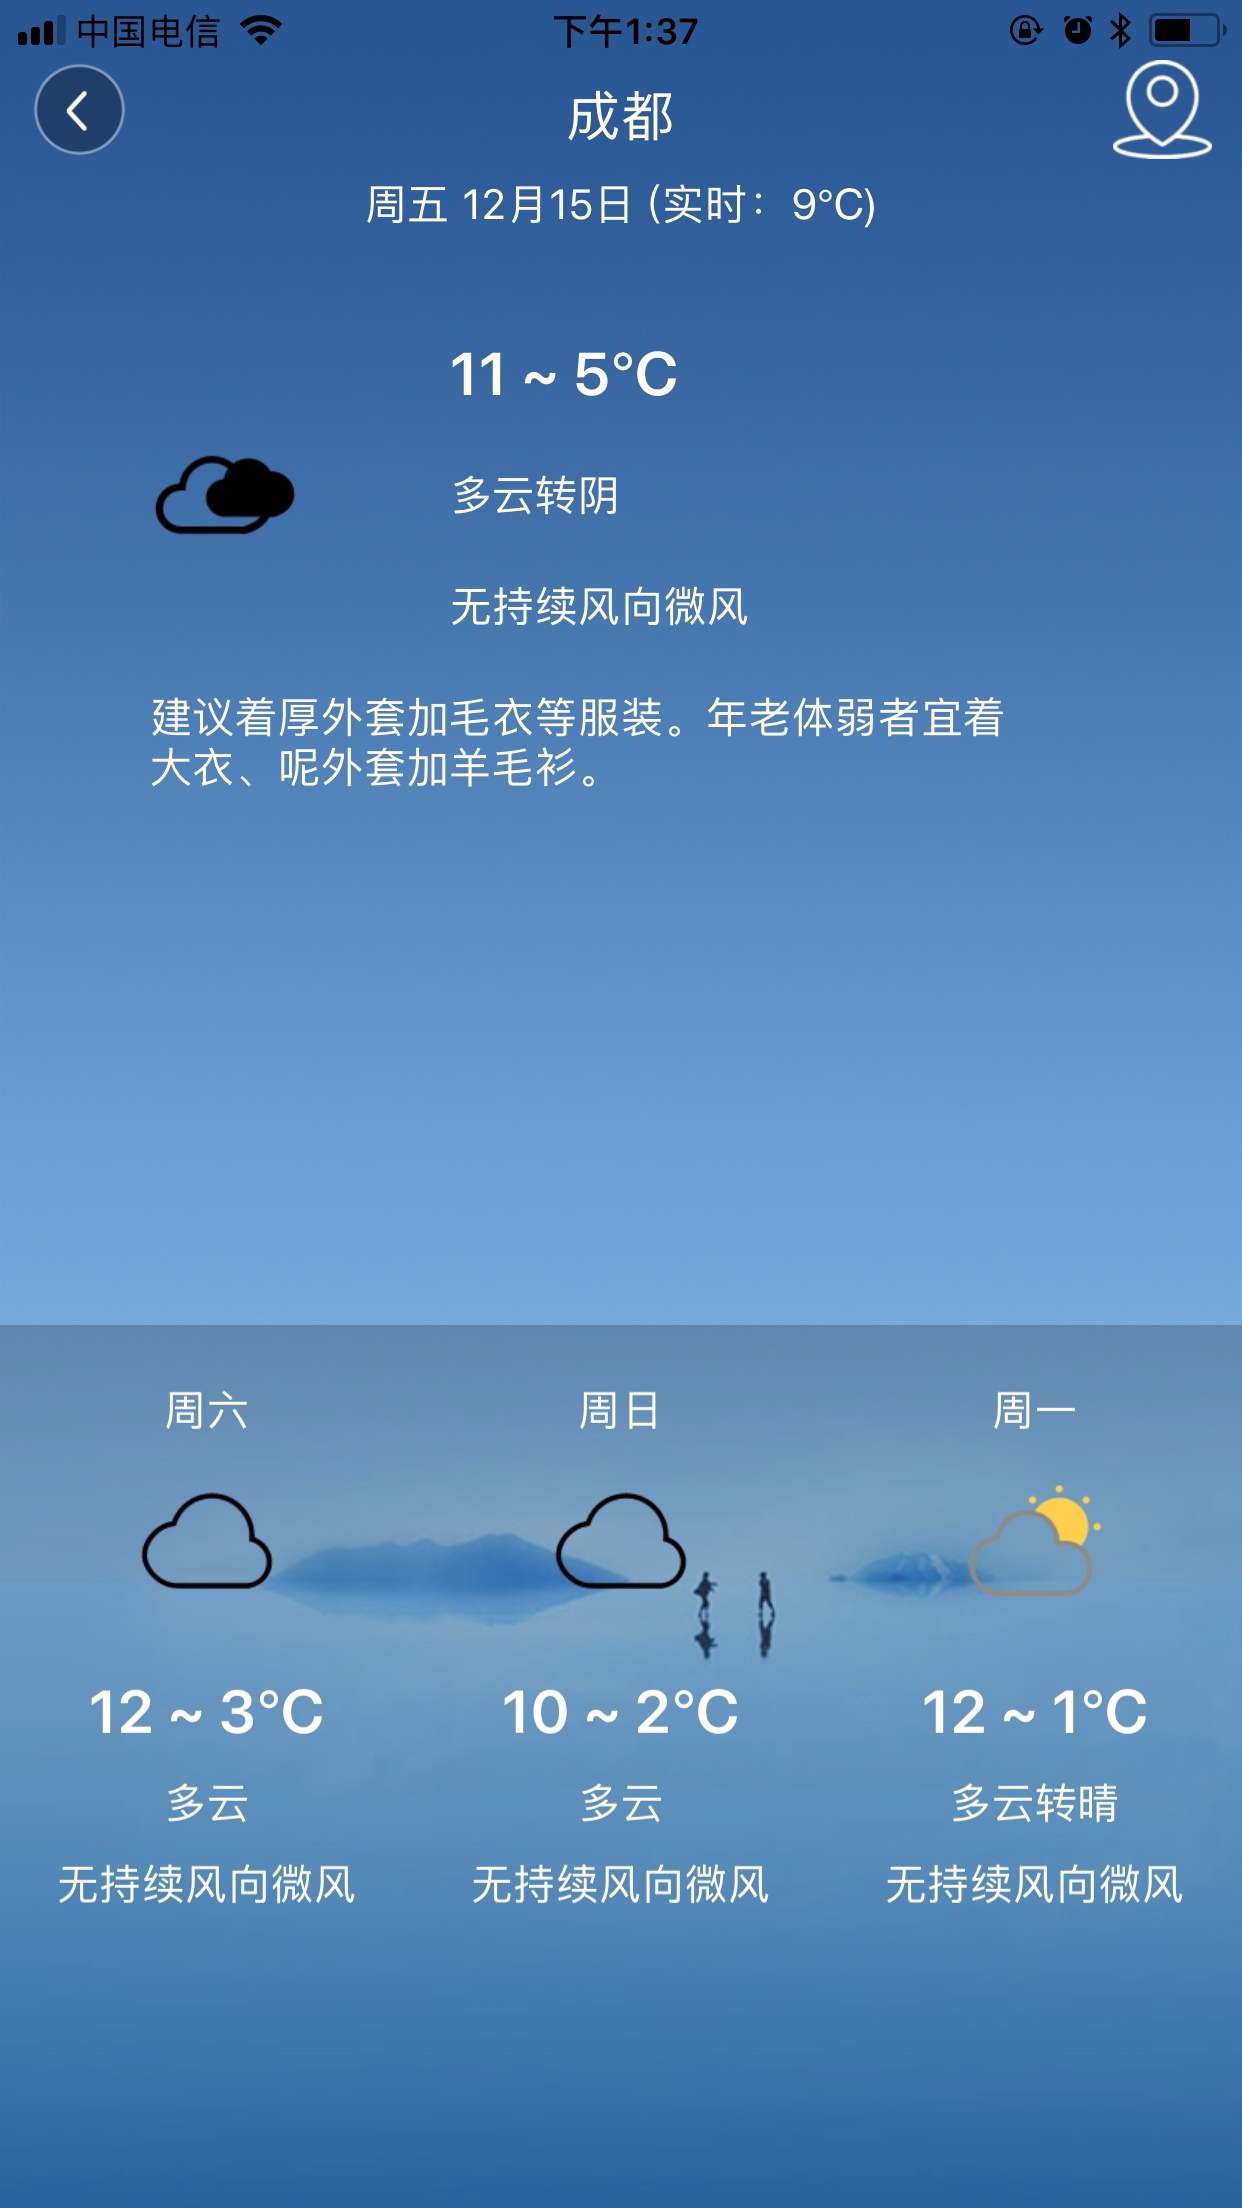 中国电信
下午1:37
成都
周五 12月15日 (实时：9°C)
11 ~ 5°C
多云转阴
无持续风向微风
建议着厚外套加毛衣等服装。年老体弱者宜着
大衣、呢外套加羊毛衫。
周六
周日
周一
12 ~ 3°C
10 ~ 2°C
12 ~ 1°C
多云
多云
多云转晴
无持续风向微风
无持续风向微风
无持续风向微风